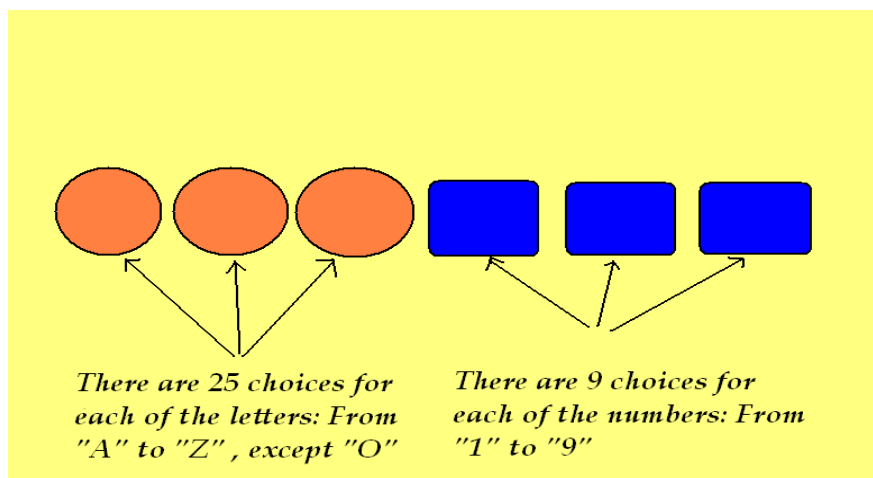 There are 25 choices for
each of the letters: From
"A" to "Z" , except "O"
There are 9 choices for
each of the numbers: From
"1" to "9"